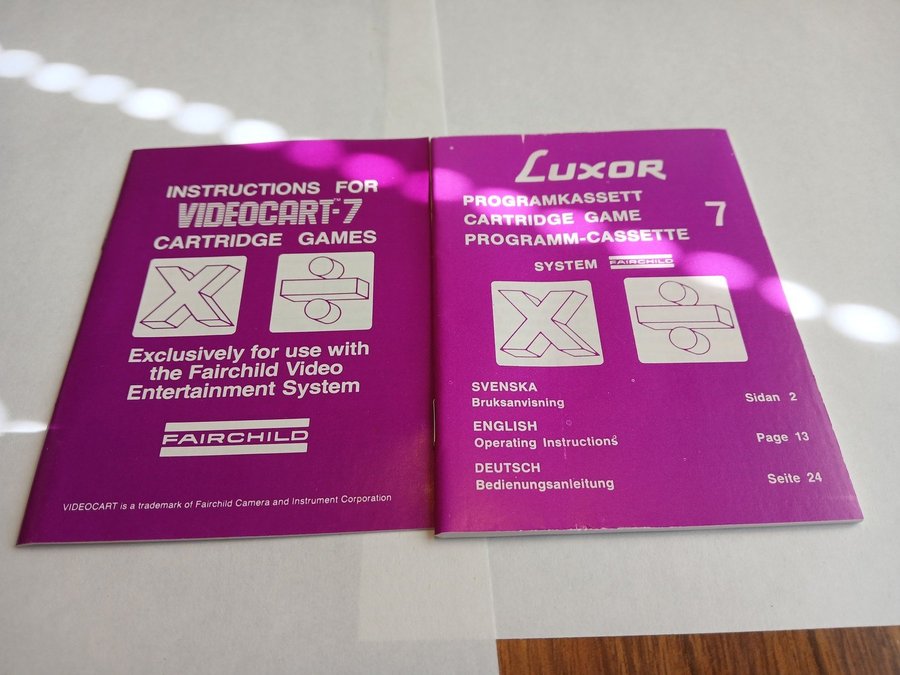 INSTRUCTIONS FOR
VIDEOCART™-7
CARTRIDGE GAMES
X
Exclusively for use with
the Fairchild Video
Entertainment System
FAIRCHILD
VIDEOCART is a trademark of Fairchild Camera and Instrument Corporation
LUXOR
PROGRAMKASSETT
CARTRIDGE GAME 7
PROGRAMM-CASSETTE
SYSTEM FAIRCHILD
X
SVENSKA
Bruksanvisning Sidan 2
ENGLISH
Operating Instructions Page 13
DEUTSCH
Bedienungsanleitung Seite 24